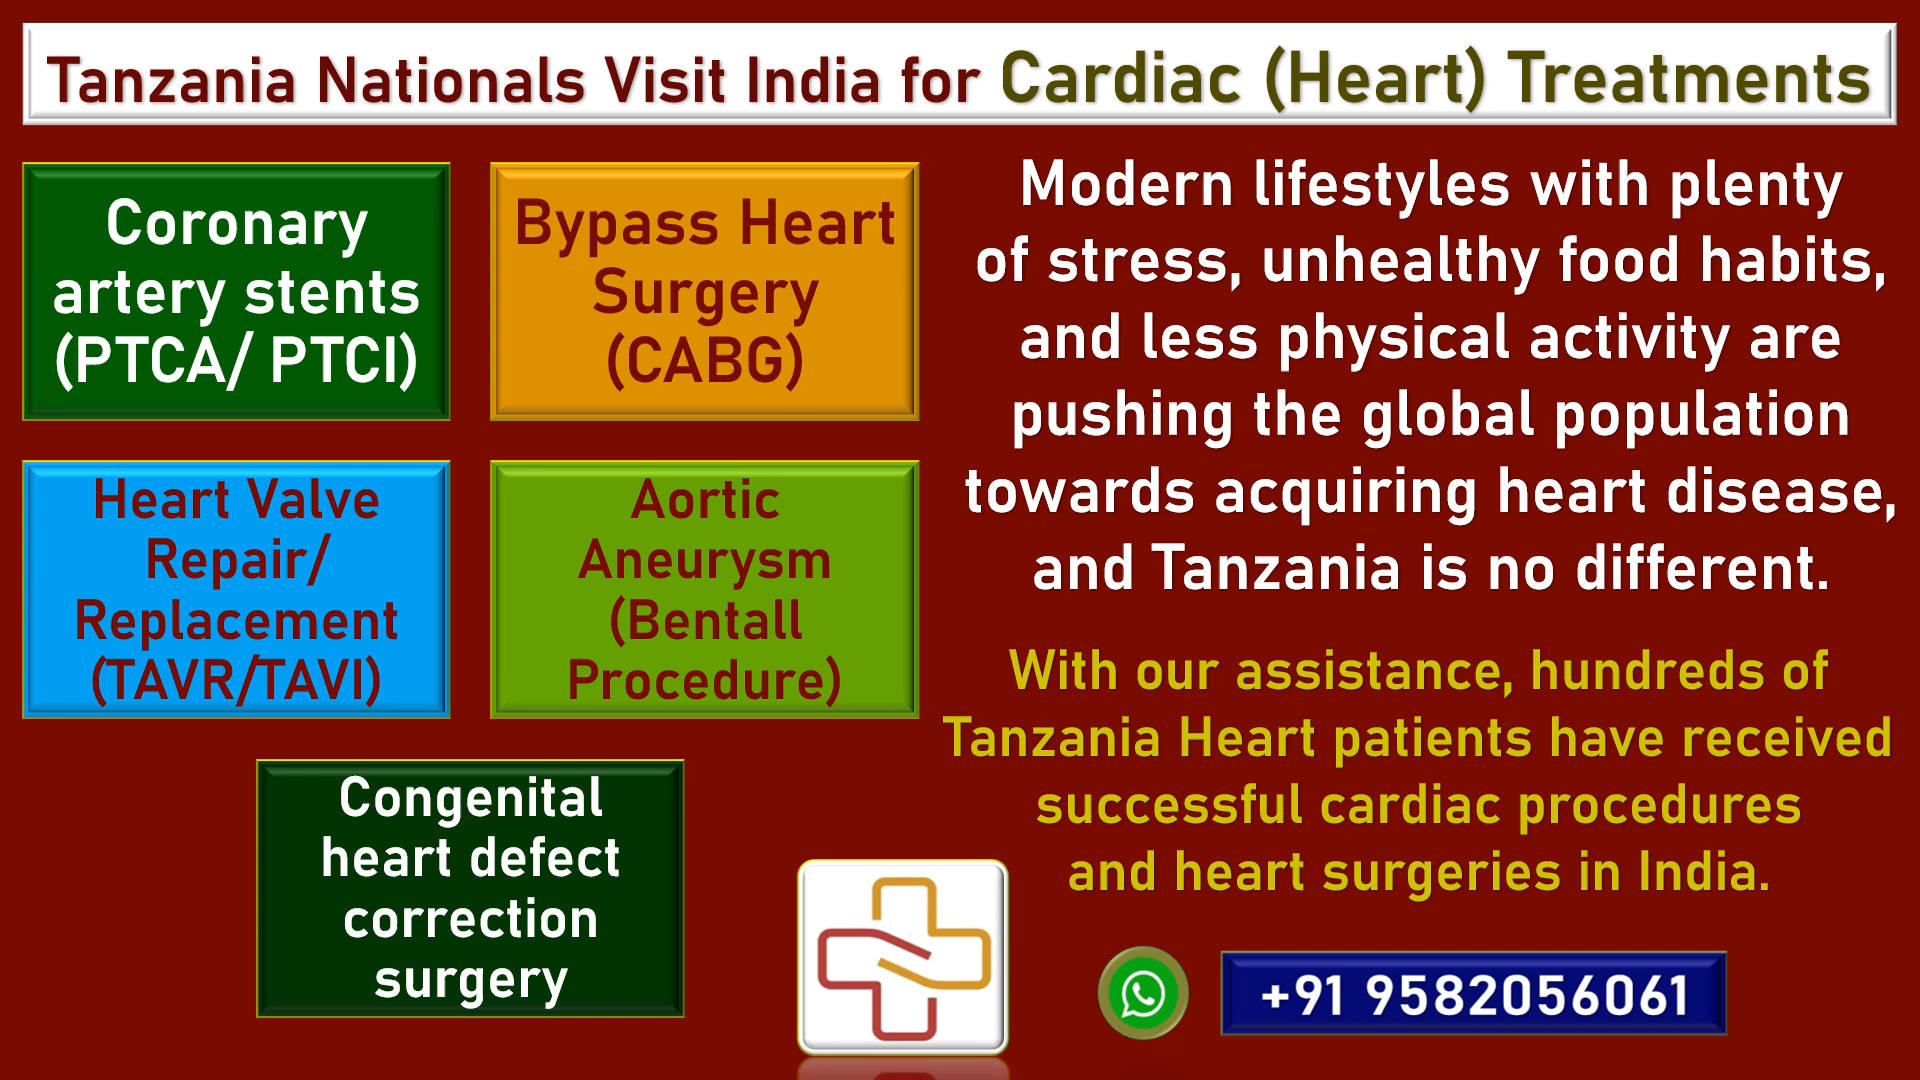 Tanzania Nationals Visit India for Cardiac (Heart) Treatments
Coronary
artery stents
(PTCA/ PTCI)
Bypass Heart
Surgery
(CABG)
Heart Valve
Repair/
Replacement
(TAVR/TAVI)
Aortic
Aneurysm
(Bentall
Procedure)
Congenital
heart defect
correction
surgery
Modern lifestyles with plenty
of stress, unhealthy food habits,
and less physical activity are
pushing the global population
towards acquiring heart disease,
and Tanzania is no different.
With our assistance, hundreds of
Tanzania Heart patients have received
successful cardiac procedures
and heart surgeries in India.
+91 9582056061